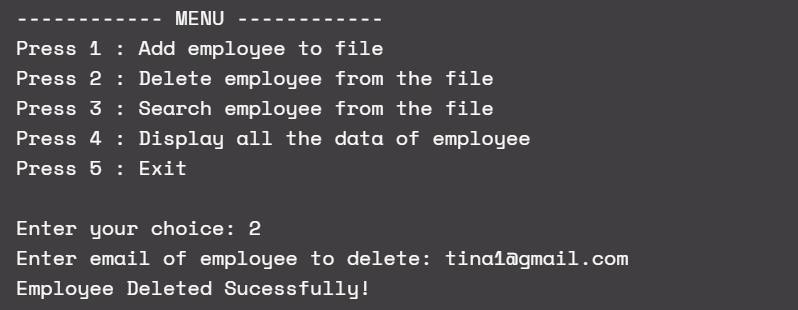 ------------ MENU ------------
Press 1 : Add employee to file
Press 2 : Delete employee from the file
Press 3 : Search employee from the file
Press 4 : Display all the data of employee
Press 5 : Exit
Enter your choice: 2
Enter email of employee to delete: tina1@gmail.com
Employee Deleted Sucessfully!